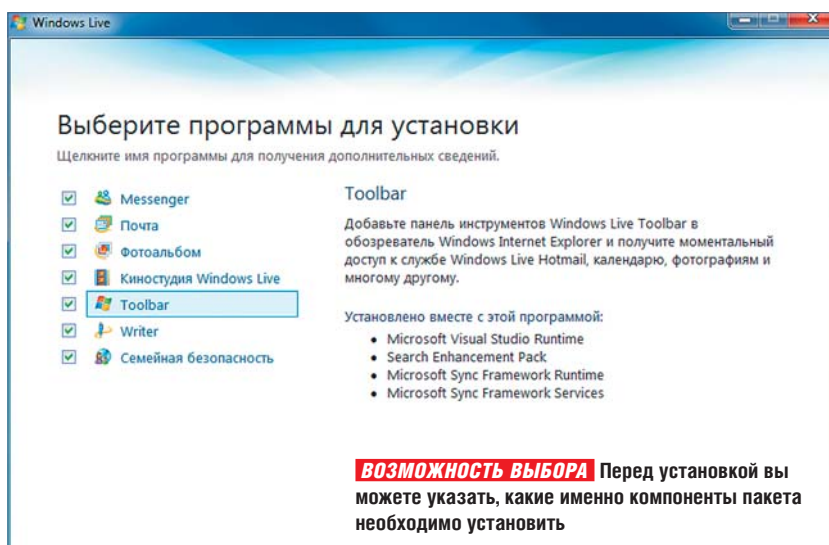 Windows Live
Выберите программы для установки
Щелкните имя программы для получения дополнительных сведений.
Messenger
Почта
Фотоальбом
Киностудия Windows Live
Toolbar
Writer
Семейная безопасность
Toolbar
Добавьте панель инструментов Windows Live Toolbar в
обозреватель Windows Internet Explorer и получите моментальный
доступ к службе Windows Live Hotmail, календарю, фотографиям и
многому другому.
Установлено вместе с этой программой:
• Microsoft Visual Studio Runtime
• Search Enhancement Pack
• Microsoft Sync Framework Runtime
• Microsoft Sync Framework Services
ВОЗМОЖНОСТЬ ВЫБОРА Перед установкой вы
можете указать, какие именно компоненты пакета
необходимо установить